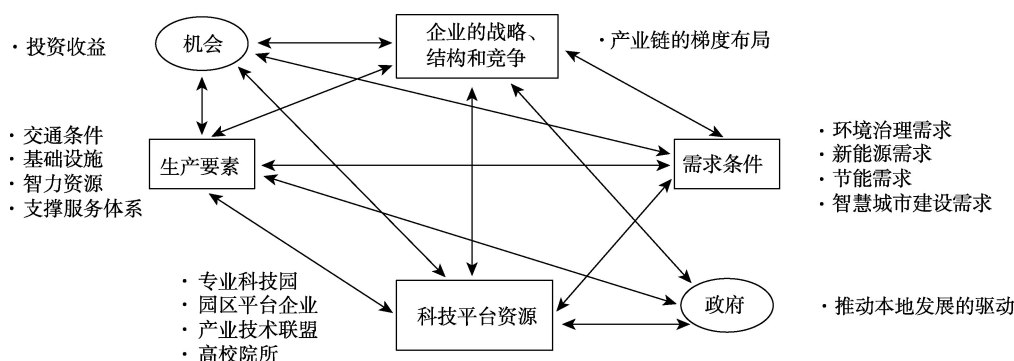 · 投资收益
机会
企业的战略、
结构和竞争
· 产业链的梯度布局
· 交通条件
· 基础设施
· 智力资源
· 支撑服务体系
生产要素
需求条件
· 环境治理需求
· 新能源需求
· 节能需求
· 智慧城市建设需求
· 专业科技园
· 园区平台企业
· 产业技术联盟
· 高校院所
科技平台资源
政府
· 推动本地发展的驱动